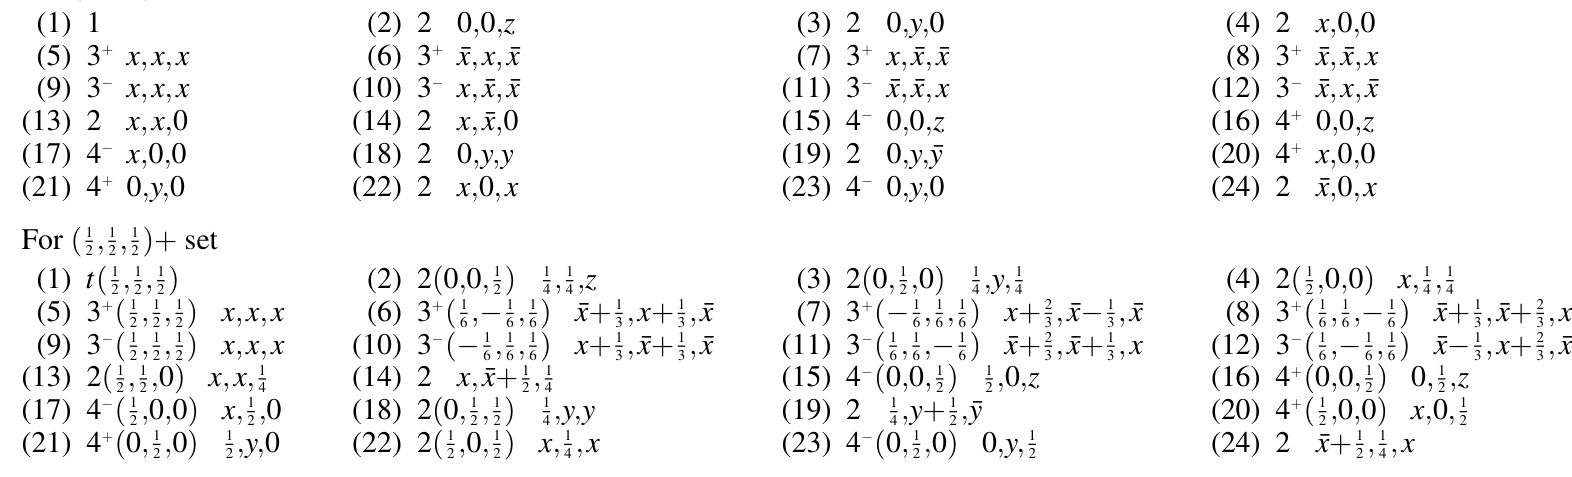 (1) 1 (2) 2 0,0,z (3) 2 0,y,0 (4) 2 x,0,0
(5) 3⁺ x,x,x (6) 3⁺ x̄,x,x̄ (7) 3⁺ x,x̄,x̄ (8) 3⁺ x̄,x̄,x
(9) 3⁻ x,x,x (10) 3⁻ x,x̄,x̄ (11) 3⁻ x̄,x̄,x (12) 3⁻ x̄,x,x̄
(13) 2 x,x,0 (14) 2 x,x̄,0 (15) 4⁻ 0,0,z (16) 4⁺ 0,0,z
(17) 4⁻ x,0,0 (18) 2 0,y,y (19) 2 0,y,ȳ (20) 4⁺ x,0,0
(21) 4⁺ 0,y,0 (22) 2 x,0,x (23) 4⁻ 0,y,0 (24) 2 x̄,0,x
For (½,½,½)+ set
(1) t(½,½,½) (2) 2(0,0,½) ¼,¼,z (3) 2(0,½,0) ¼,y,¼ (4) 2(½,0,0) x,¼,¼
(5) 3⁺(½,½,½) x,x,x (6) 3⁺(⅙,−⅙,⅙) x̄+⅓,x+⅓,x̄ (7) 3⁺(−⅙,⅙,⅙) x+⅔,x̄−⅓,x̄ (8) 3⁺(⅙,⅙,−⅙) x̄+⅓,x̄+⅔,x
(9) 3⁻(½,½,½) x,x,x (10) 3⁻(−⅙,⅙,⅙) x+⅓,x̄+⅓,x̄ (11) 3⁻(⅙,⅙,−⅙) x̄+⅔,x̄+⅓,x (12) 3⁻(⅙,−⅙,⅙) x̄−⅓,x+⅔,x̄
(13) 2(½,½,0) x,x,¼ (14) 2 x,x̄+½,¼ (15) 4⁻(0,0,½) ½,0,z (16) 4⁺(0,0,½) 0,½,z
(17) 4⁻(½,0,0) x,½,0 (18) 2(0,½,½) ¼,y,y (19) 2 ¼,y+½,ȳ (20) 4⁺(½,0,0) x,0,½
(21) 4⁺(0,½,0) ½,y,0 (22) 2(½,0,½) x,¼,x (23) 4⁻(0,½,0) 0,y,½ (24) 2 x̄+½,¼,x